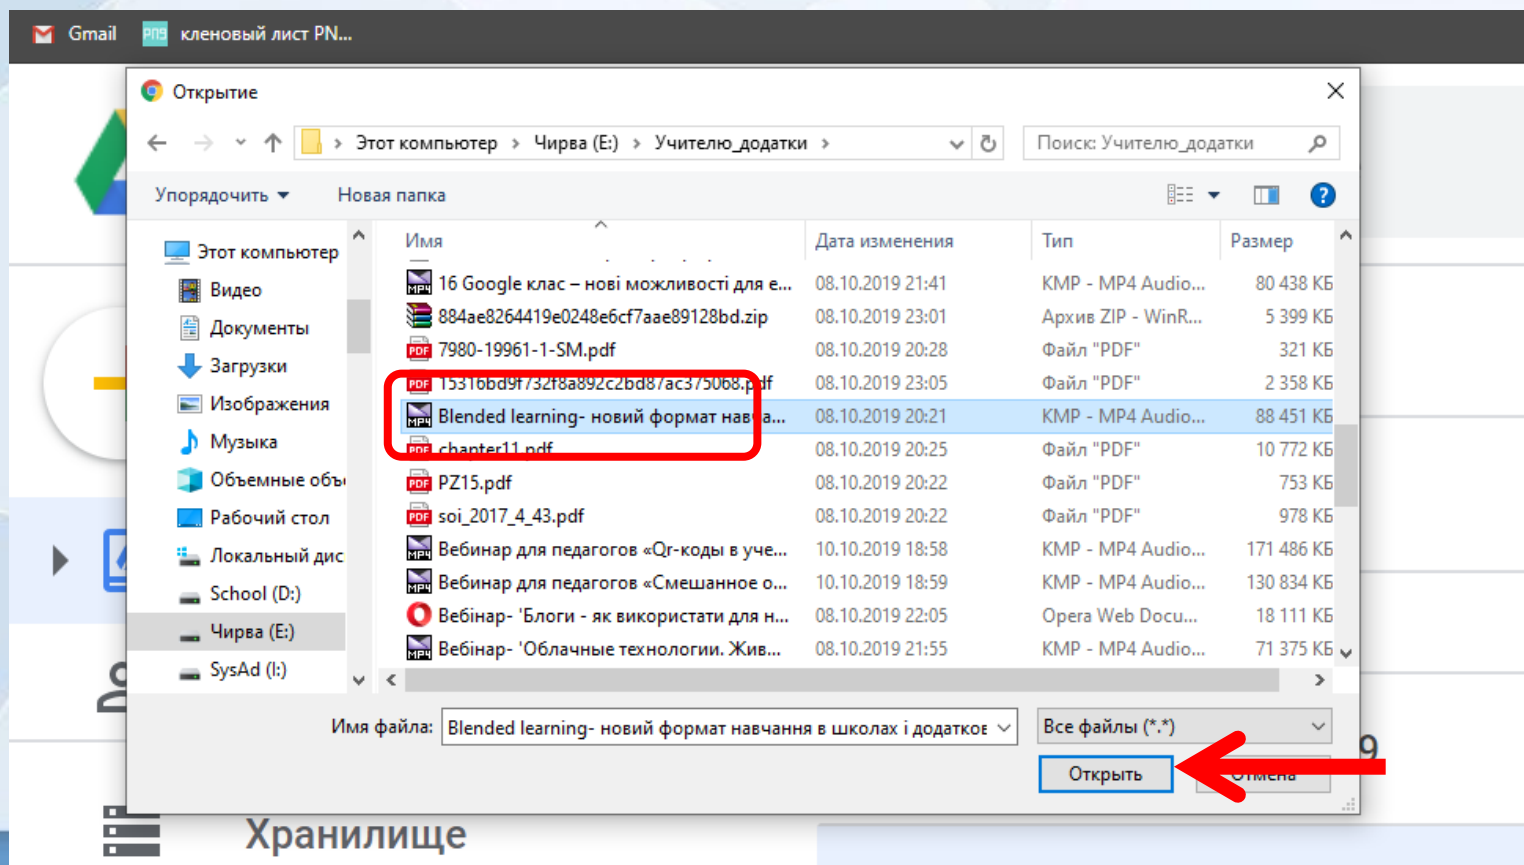 Gmail кленовый лист PN...
Открытие
Этот компьютер > Чирва (E:) > Учителю_додатки >
Поиск: Учителю_додатки
Упорядочить Новая папка
Этот компьютер
Видео
Документы
Загрузки
Изображения
Музыка
Объемные объ
Рабочий стол
Локальный дис
School (D:)
Чирва (E:)
SysAd (I:)
Имя Дата изменения Тип Размер
16 Google клас – нові можливості для е... 08.10.2019 21:41 KMP - MP4 Audio... 80 438 КБ
884ae8264419e0248e6cf7aae89128bd.zip 08.10.2019 23:01 Архив ZIP - WinR... 5 399 КБ
7980-19961-1-SM.pdf 08.10.2019 20:28 Файл "PDF" 321 КБ
15316bd9f732f8a892c2bd87ac375068.pdf 08.10.2019 23:05 Файл "PDF" 2 358 КБ
Blended learning- новий формат навча... 08.10.2019 20:21 KMP - MP4 Audio... 88 451 КБ
chapter11.pdf 08.10.2019 20:25 Файл "PDF" 10 772 КБ
PZ15.pdf 08.10.2019 20:22 Файл "PDF" 753 КБ
soi_2017_4_43.pdf 08.10.2019 20:22 Файл "PDF" 978 КБ
Вебинар для педагогов «Qr-коды в уче... 10.10.2019 18:58 KMP - MP4 Audio... 171 486 КБ
Вебинар для педагогов «Смешанное о... 10.10.2019 18:59 KMP - MP4 Audio... 130 834 КБ
Вебінар- 'Блоги - як використати для н... 08.10.2019 22:05 Opera Web Docu... 18 111 КБ
Вебінар- 'Облачные технологии. Жив... 08.10.2019 21:55 KMP - MP4 Audio... 71 375 КБ
Имя файла: Blended learning- новий формат навчання в школах і додатков
Все файлы (*.*)
Открыть Отмена
9
Хранилище